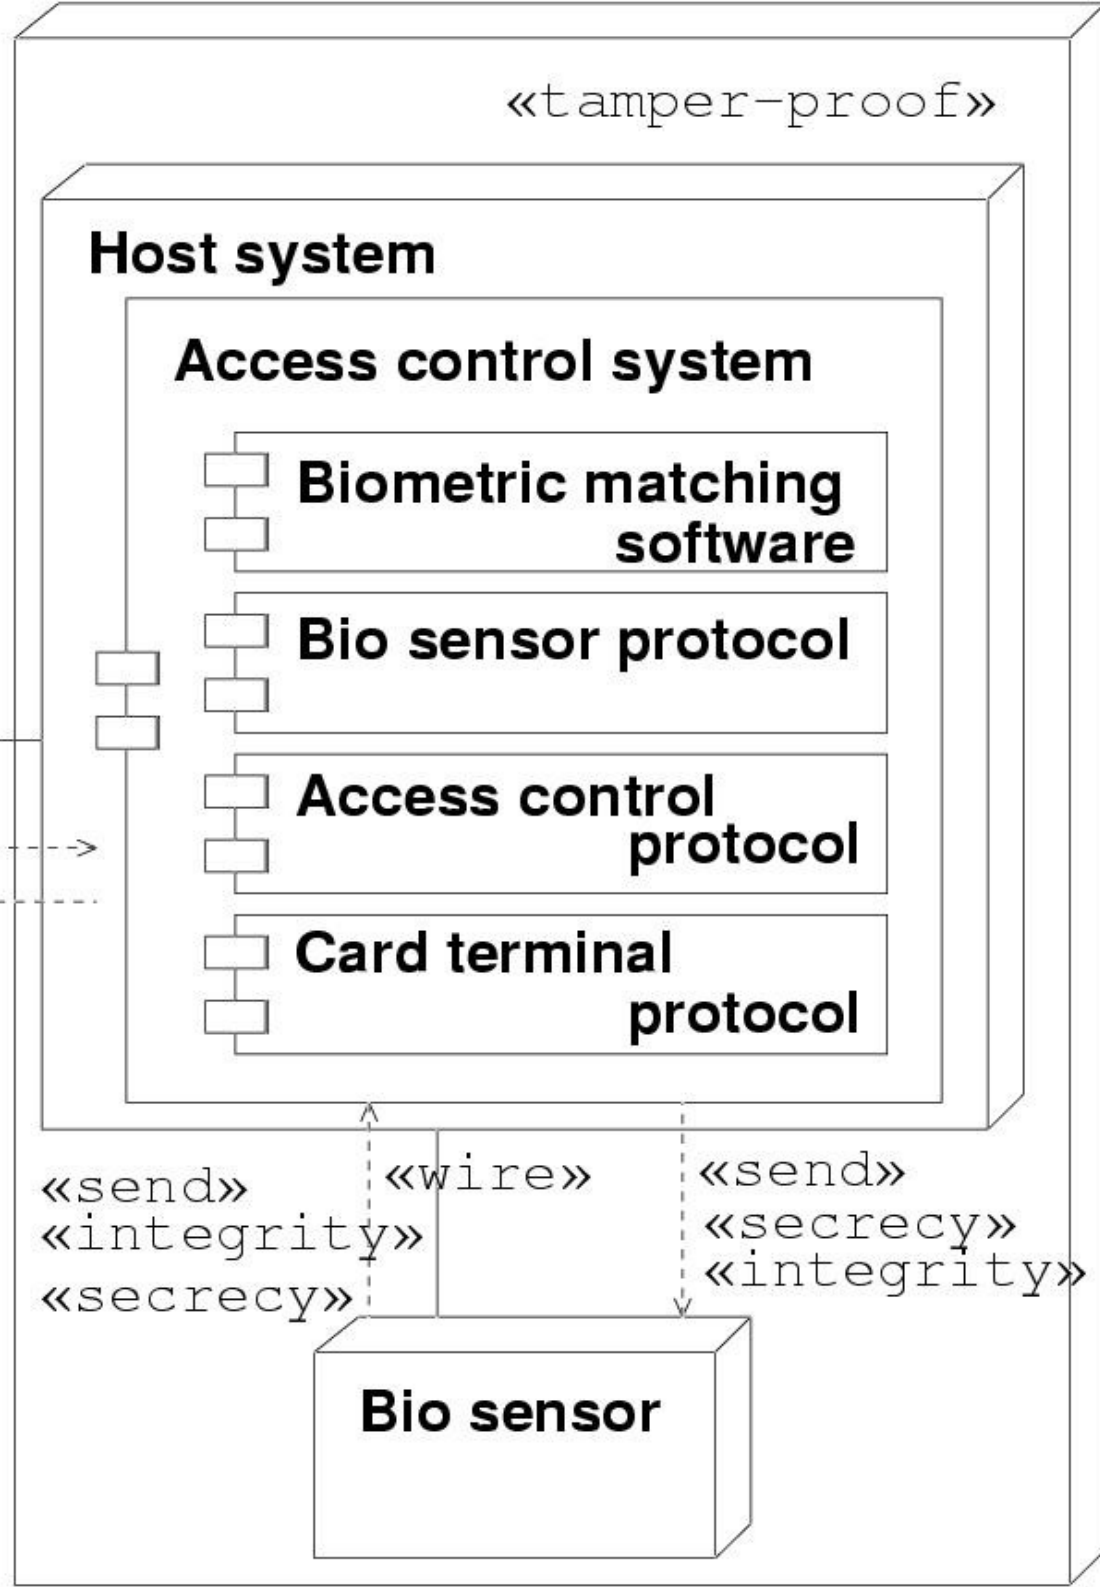 «tamper-proof»
Host system
Access control system
Biometric matching
software
Bio sensor protocol
Access control
protocol
Card terminal
protocol
«send»
«integrity»
«secrecy»
«wire»
«send»
«secrecy»
«integrity»
Bio sensor